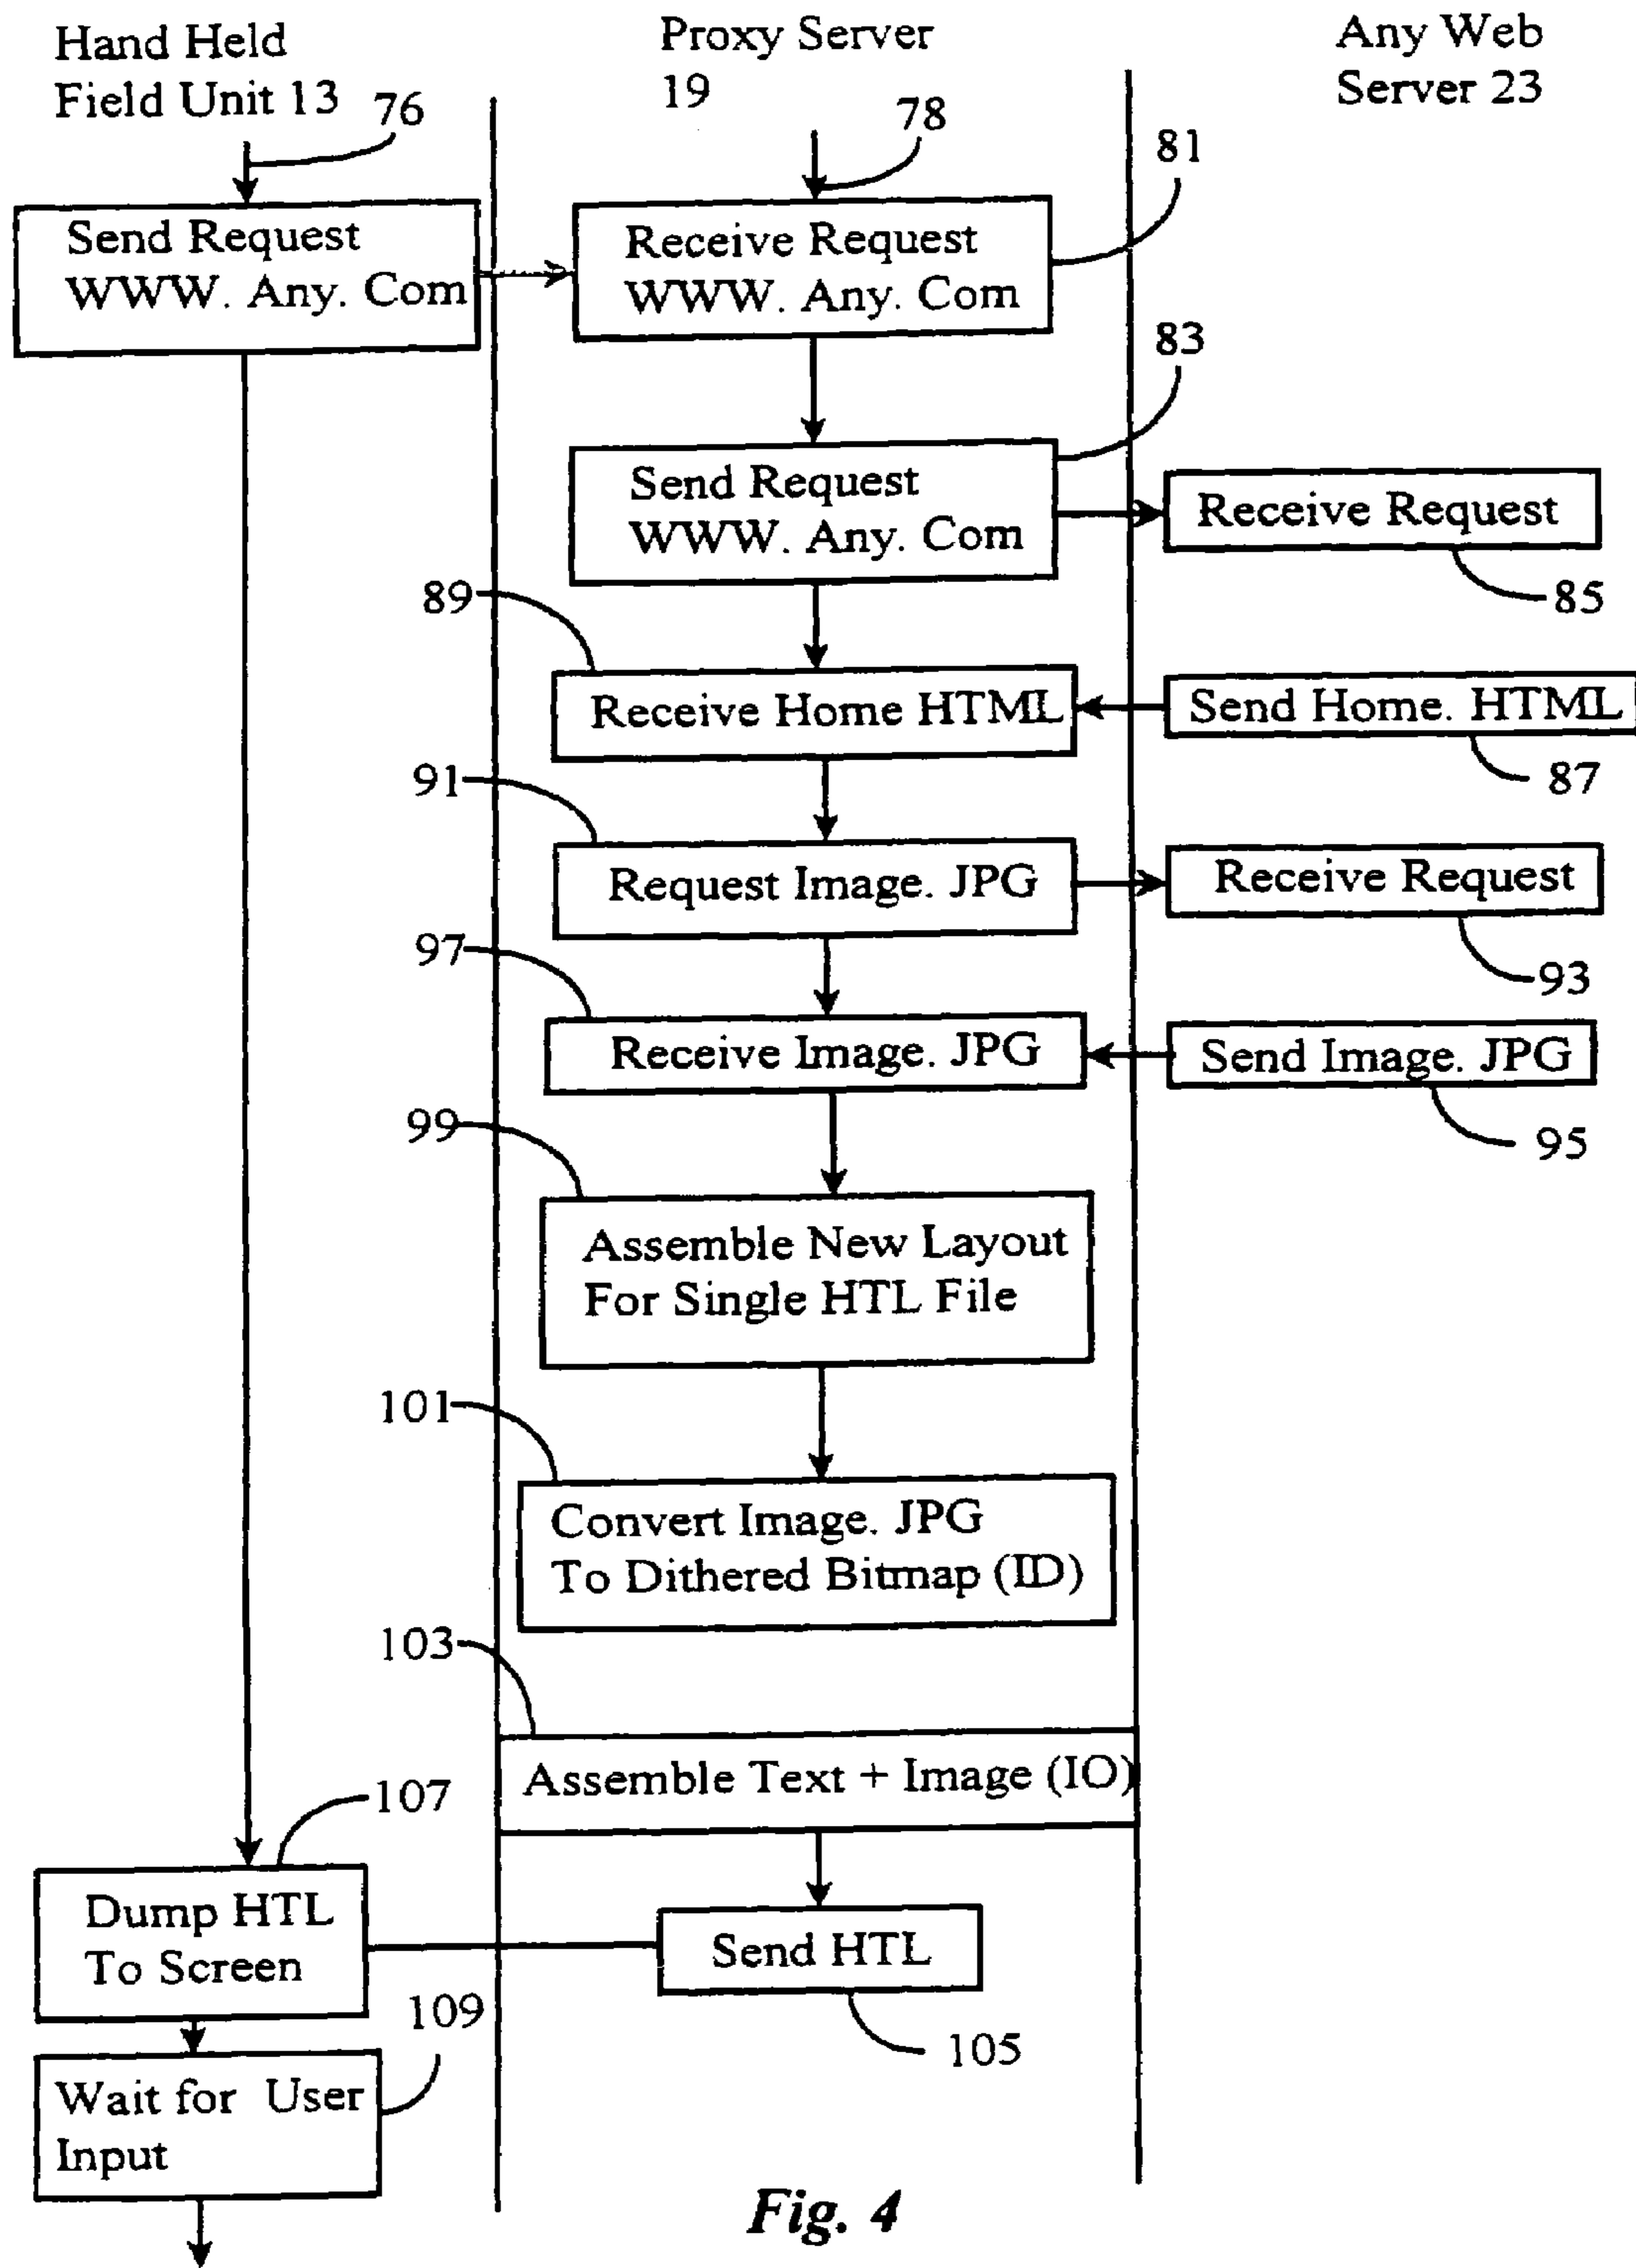 Hand Held
Field Unit 13
Proxy Server
19
Any Web
Server 23
76
78
81
Send Request
WWW. Any. Com
Receive Request
WWW. Any. Com
83
Send Request
WWW. Any. Com
Receive Request
85
89
Receive Home HTML
Send Home. HTML
87
91
Request Image. JPG
Receive Request
93
97
Receive Image. JPG
Send Image. JPG
95
99
Assemble New Layout
For Single HTL File
101
Convert Image. JPG
To Dithered Bitmap (ID)
103
Assemble Text + Image (IO)
107
Dump HTL
To Screen
Send HTL
105
109
Wait for User
Input
Fig. 4